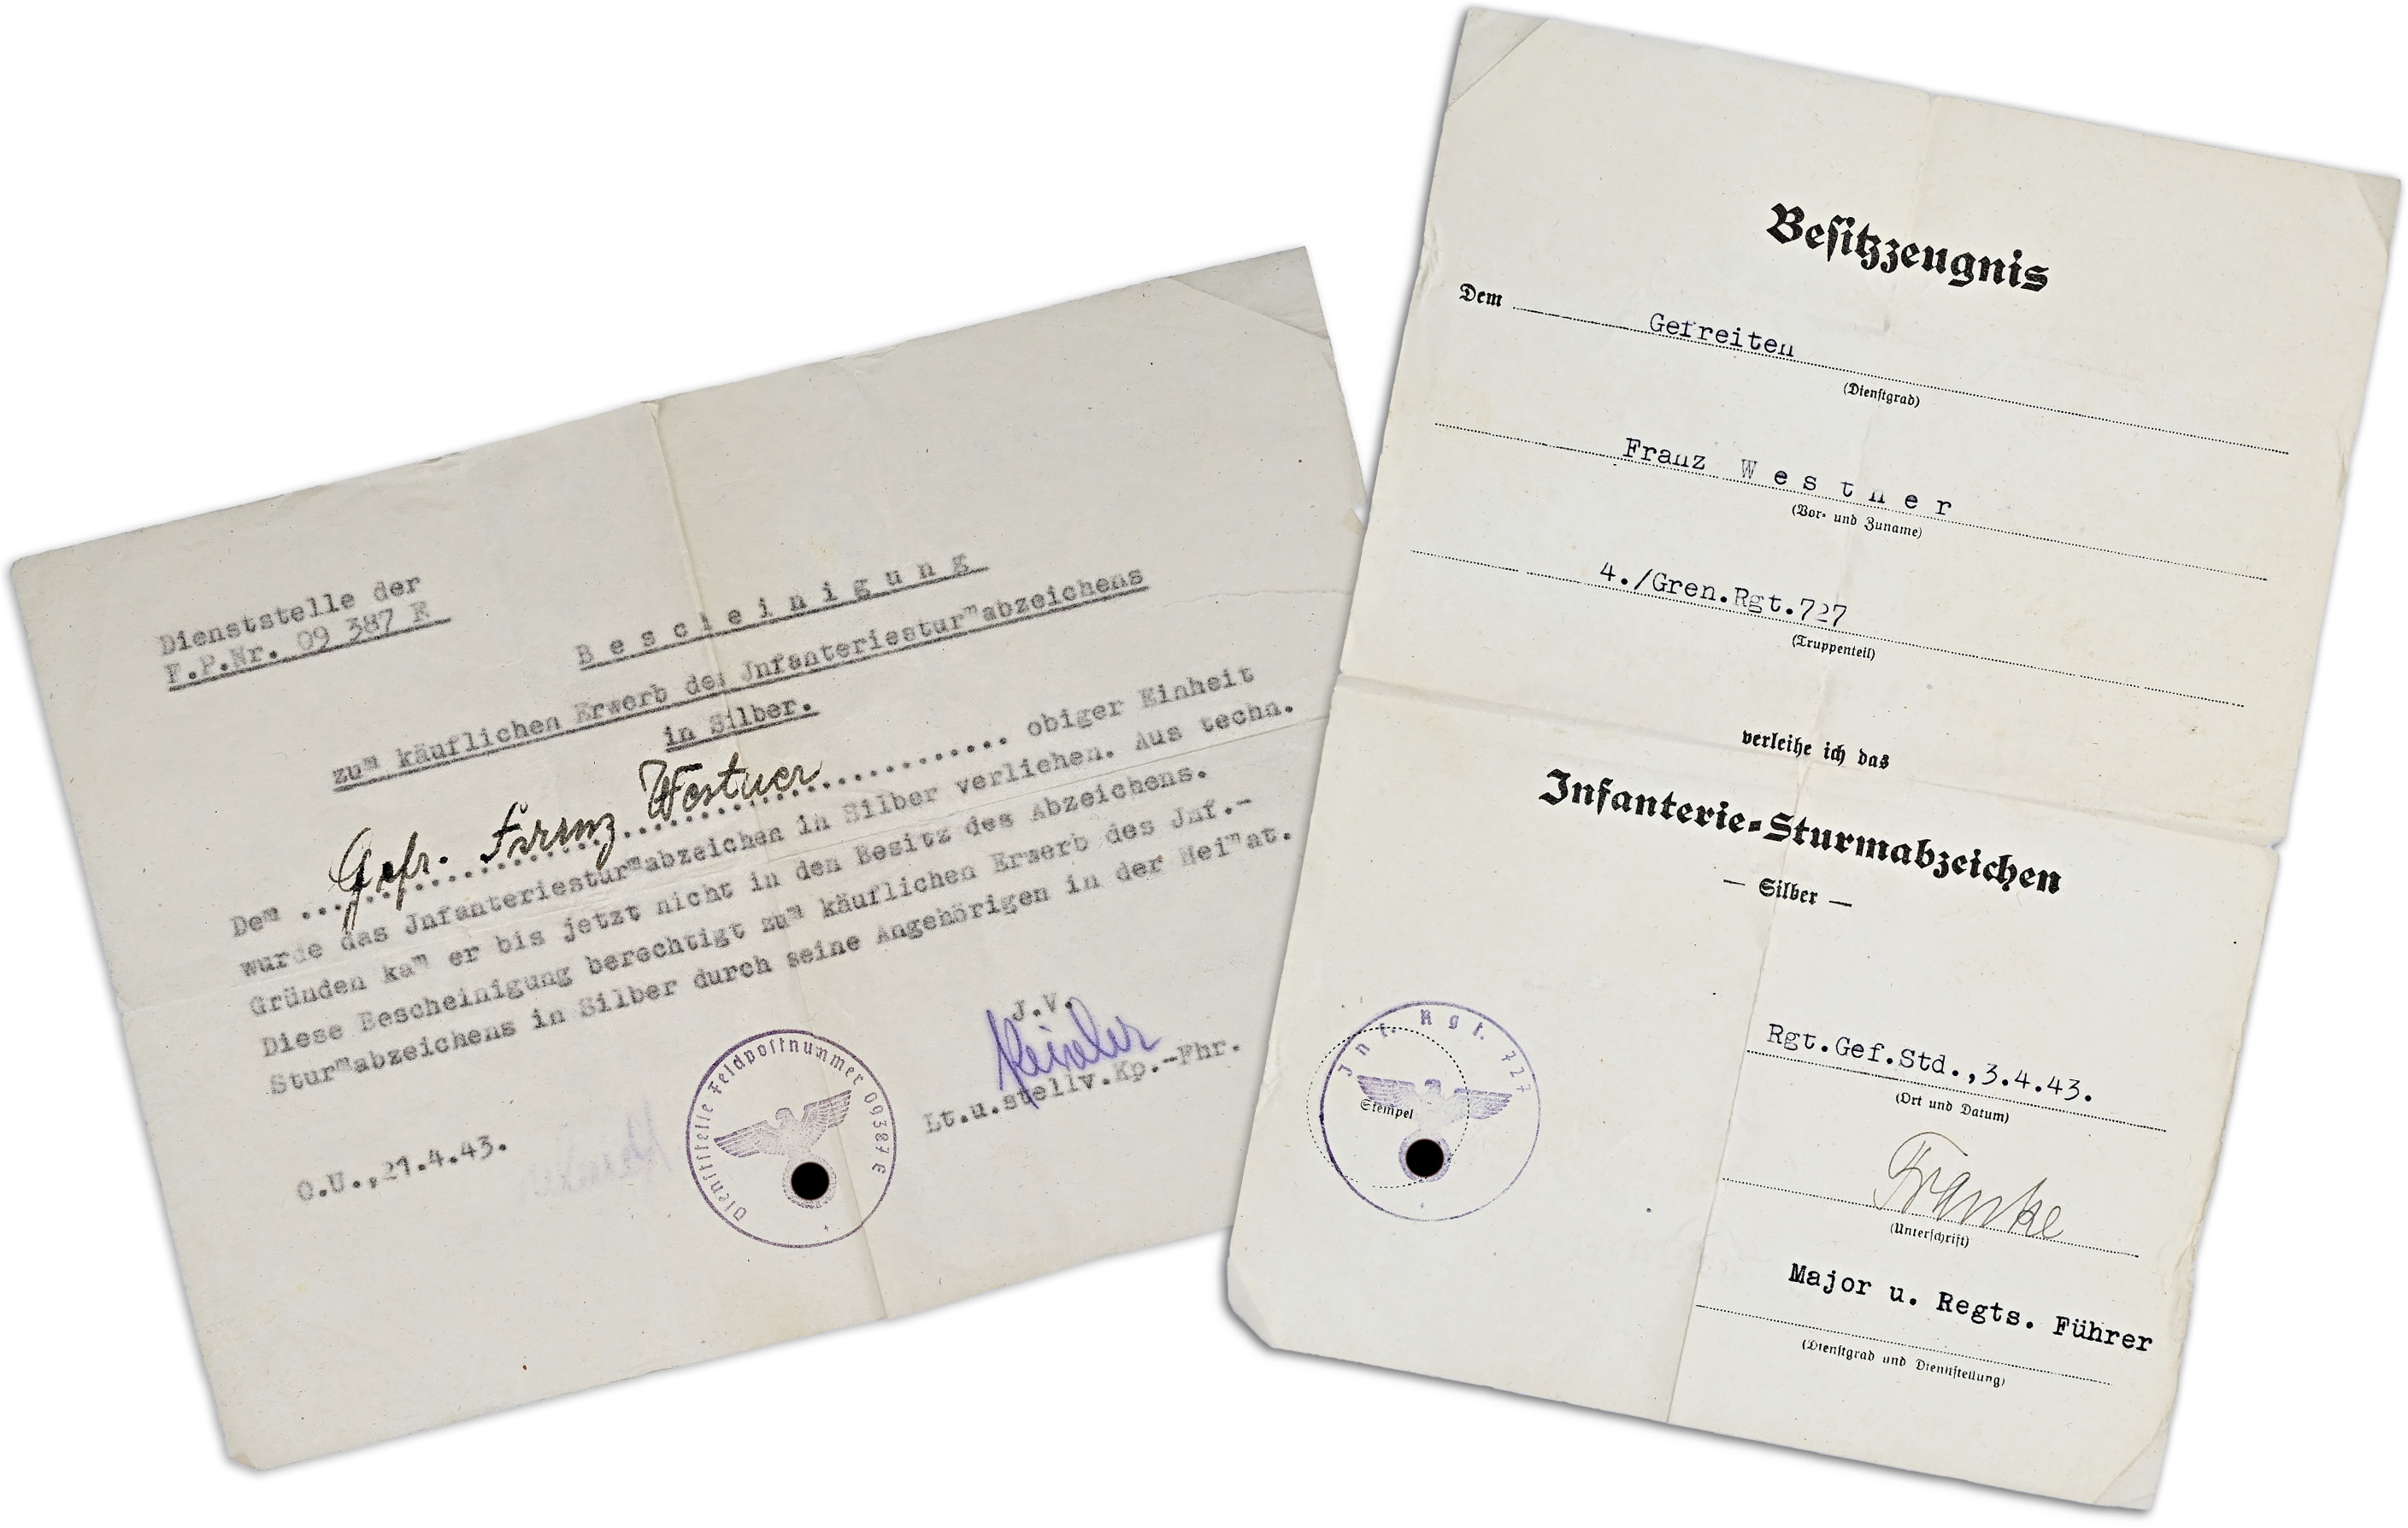 Dienststelle der
F.P.Nr. 09 387 E
B e s c h e i n i g u n g
zum käuflichen Erwerb des Jnfanteriesturmabzeichens
in Silber.
Dem Gefr. Franz Westner obiger Einheit
wurde das Jnfanteriesturmabzeichen in Silber verliehen. Aus techn.
Gründen kam er bis jetzt nicht in den Besitz des Abzeichens.
Diese Bescheinigung berechtigt zum käuflichen Erwerb des Jnf.-
Sturmabzeichens in Silber durch seine Angehörigen in der Heimat.
J.V.
Lt.u.stellv.Kp.-Fhr.
O.U.,21.4.43.
Dienststelle Feldpostnummer 09387 E
Besitzzeugnis
Dem Gefreiten
(Dienstgrad)
Franz W e s t n e r
(Vor- und Zuname)
4./Gren.Rgt.727
(Truppenteil)
verleihe ich das
Infanterie-Sturmabzeichen
— Silber —
Inf. Rgt. 727
Stempel
Rgt.Gef.Std.,3.4.43.
(Ort und Datum)
Franke
(Unterschrift)
Major u. Regts. Führer
(Dienstgrad und Dienststellung)